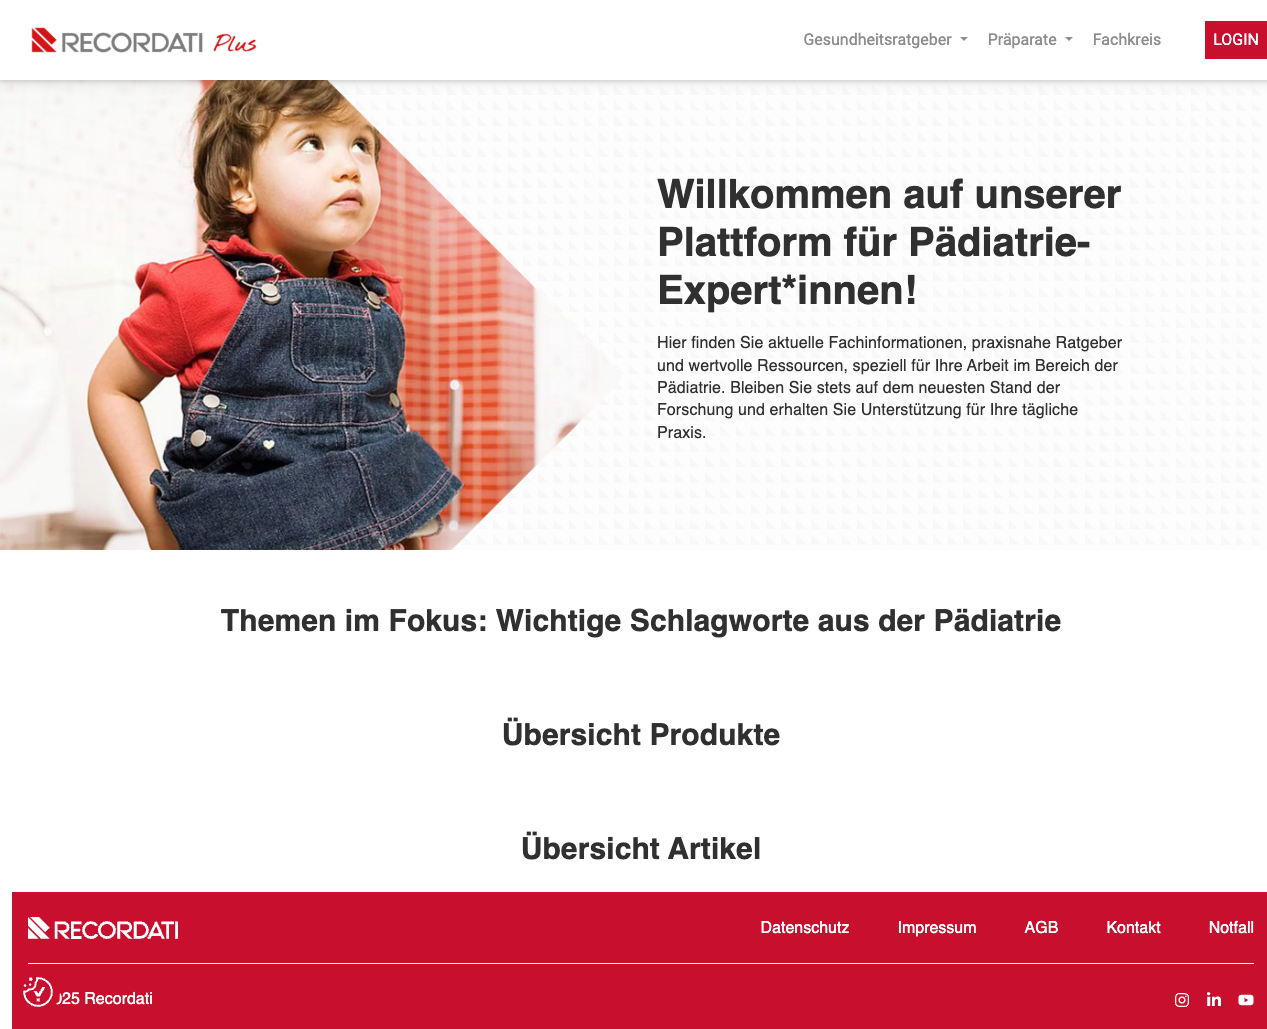 RECORDATI Plus
Gesundheitsratgeber
Präparate
Fachkreis
LOGIN
Willkommen auf unserer
Plattform für Pädiatrie-
Expert*innen!
Hier finden Sie aktuelle Fachinformationen, praxisnahe Ratgeber
und wertvolle Ressourcen, speziell für Ihre Arbeit im Bereich der
Pädiatrie. Bleiben Sie stets auf dem neuesten Stand der
Forschung und erhalten Sie Unterstützung für Ihre tägliche
Praxis.
Themen im Fokus: Wichtige Schlagworte aus der Pädiatrie
Übersicht Produkte
Übersicht Artikel
RECORDATI
Datenschutz
Impressum
AGB
Kontakt
Notfall
25 Recordati